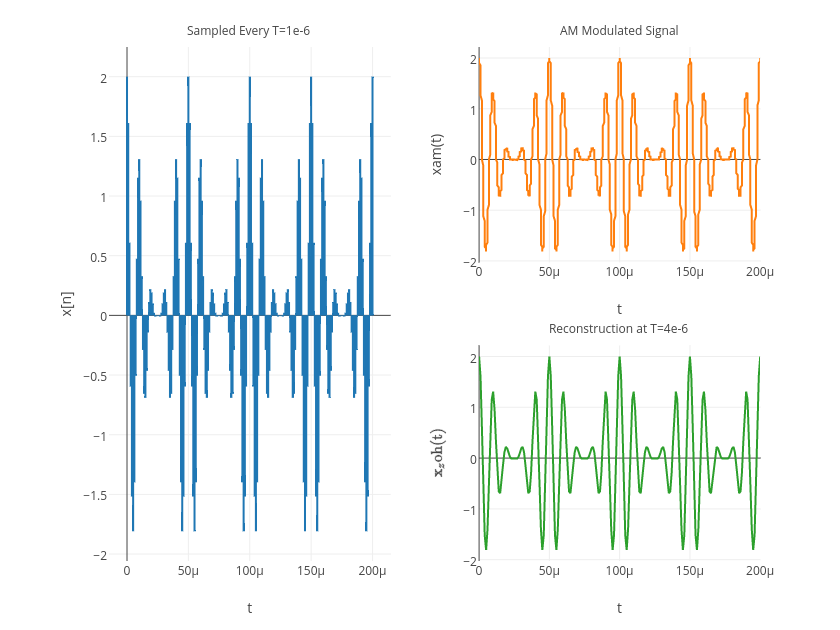 Sampled Every T=1e-6
x[n]
2
1.5
1
0.5
0
−0.5
−1
−1.5
−2
0 50μ 100μ 150μ 200μ
t
AM Modulated Signal
xam(t)
2
1
0
−1
−2
0 50μ 100μ 150μ 200μ
t
Reconstruction at T=4e-6
x_zoh(t)
2
1
0
−1
−2
0 50μ 100μ 150μ 200μ
t